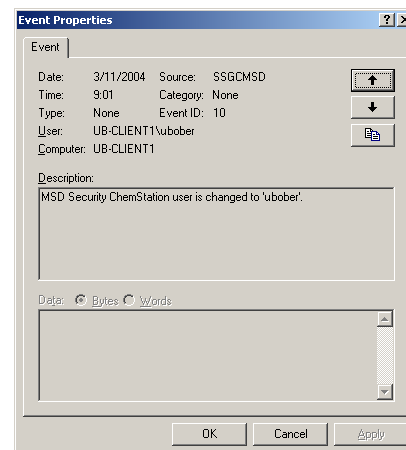 Event Properties
Event
Date: 3/11/2004 Source: SSGCMSD
Time: 9:01 Category: None
Type: None Event ID: 10
User: UB-CLIENT1\ubober
Computer: UB-CLIENT1
Description:
MSD Security ChemStation user is changed to 'ubober'.
Data: Bytes Words
OK Cancel Apply